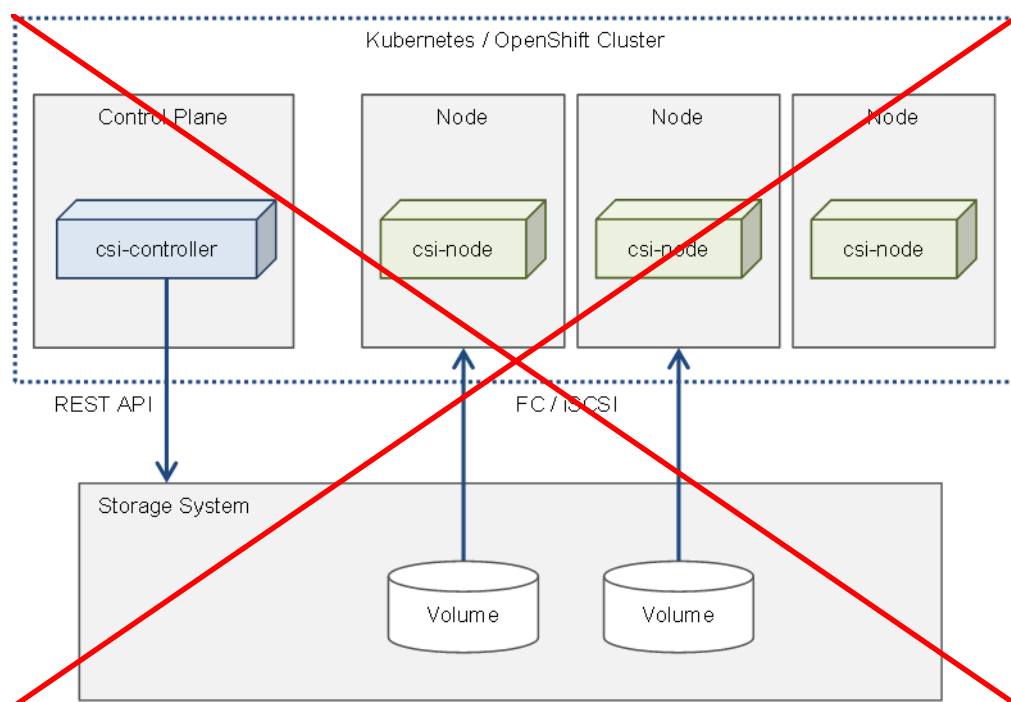 Kubernetes / OpenShift Cluster
Control Plane
Node
Node
Node
csi-controller
csi-node
csi-node
csi-node
REST API
FC / iSCSI
Storage System
Volume
Volume